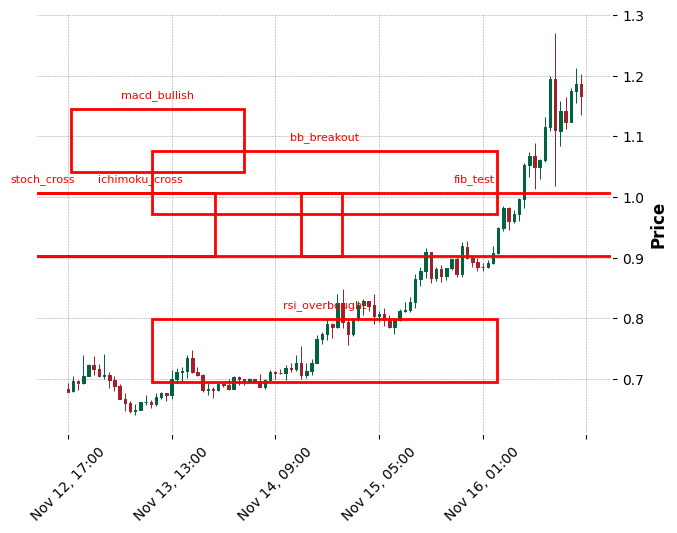 1.3
1.2
macd_bullish
1.1
bb_breakout
stoch_cross
ichimoku_cross
fib_test
1.0
Price
0.9
rsi_overbought
0.8
0.7
Nov 12, 17:00
Nov 13, 13:00
Nov 14, 09:00
Nov 15, 05:00
Nov 16, 01:00